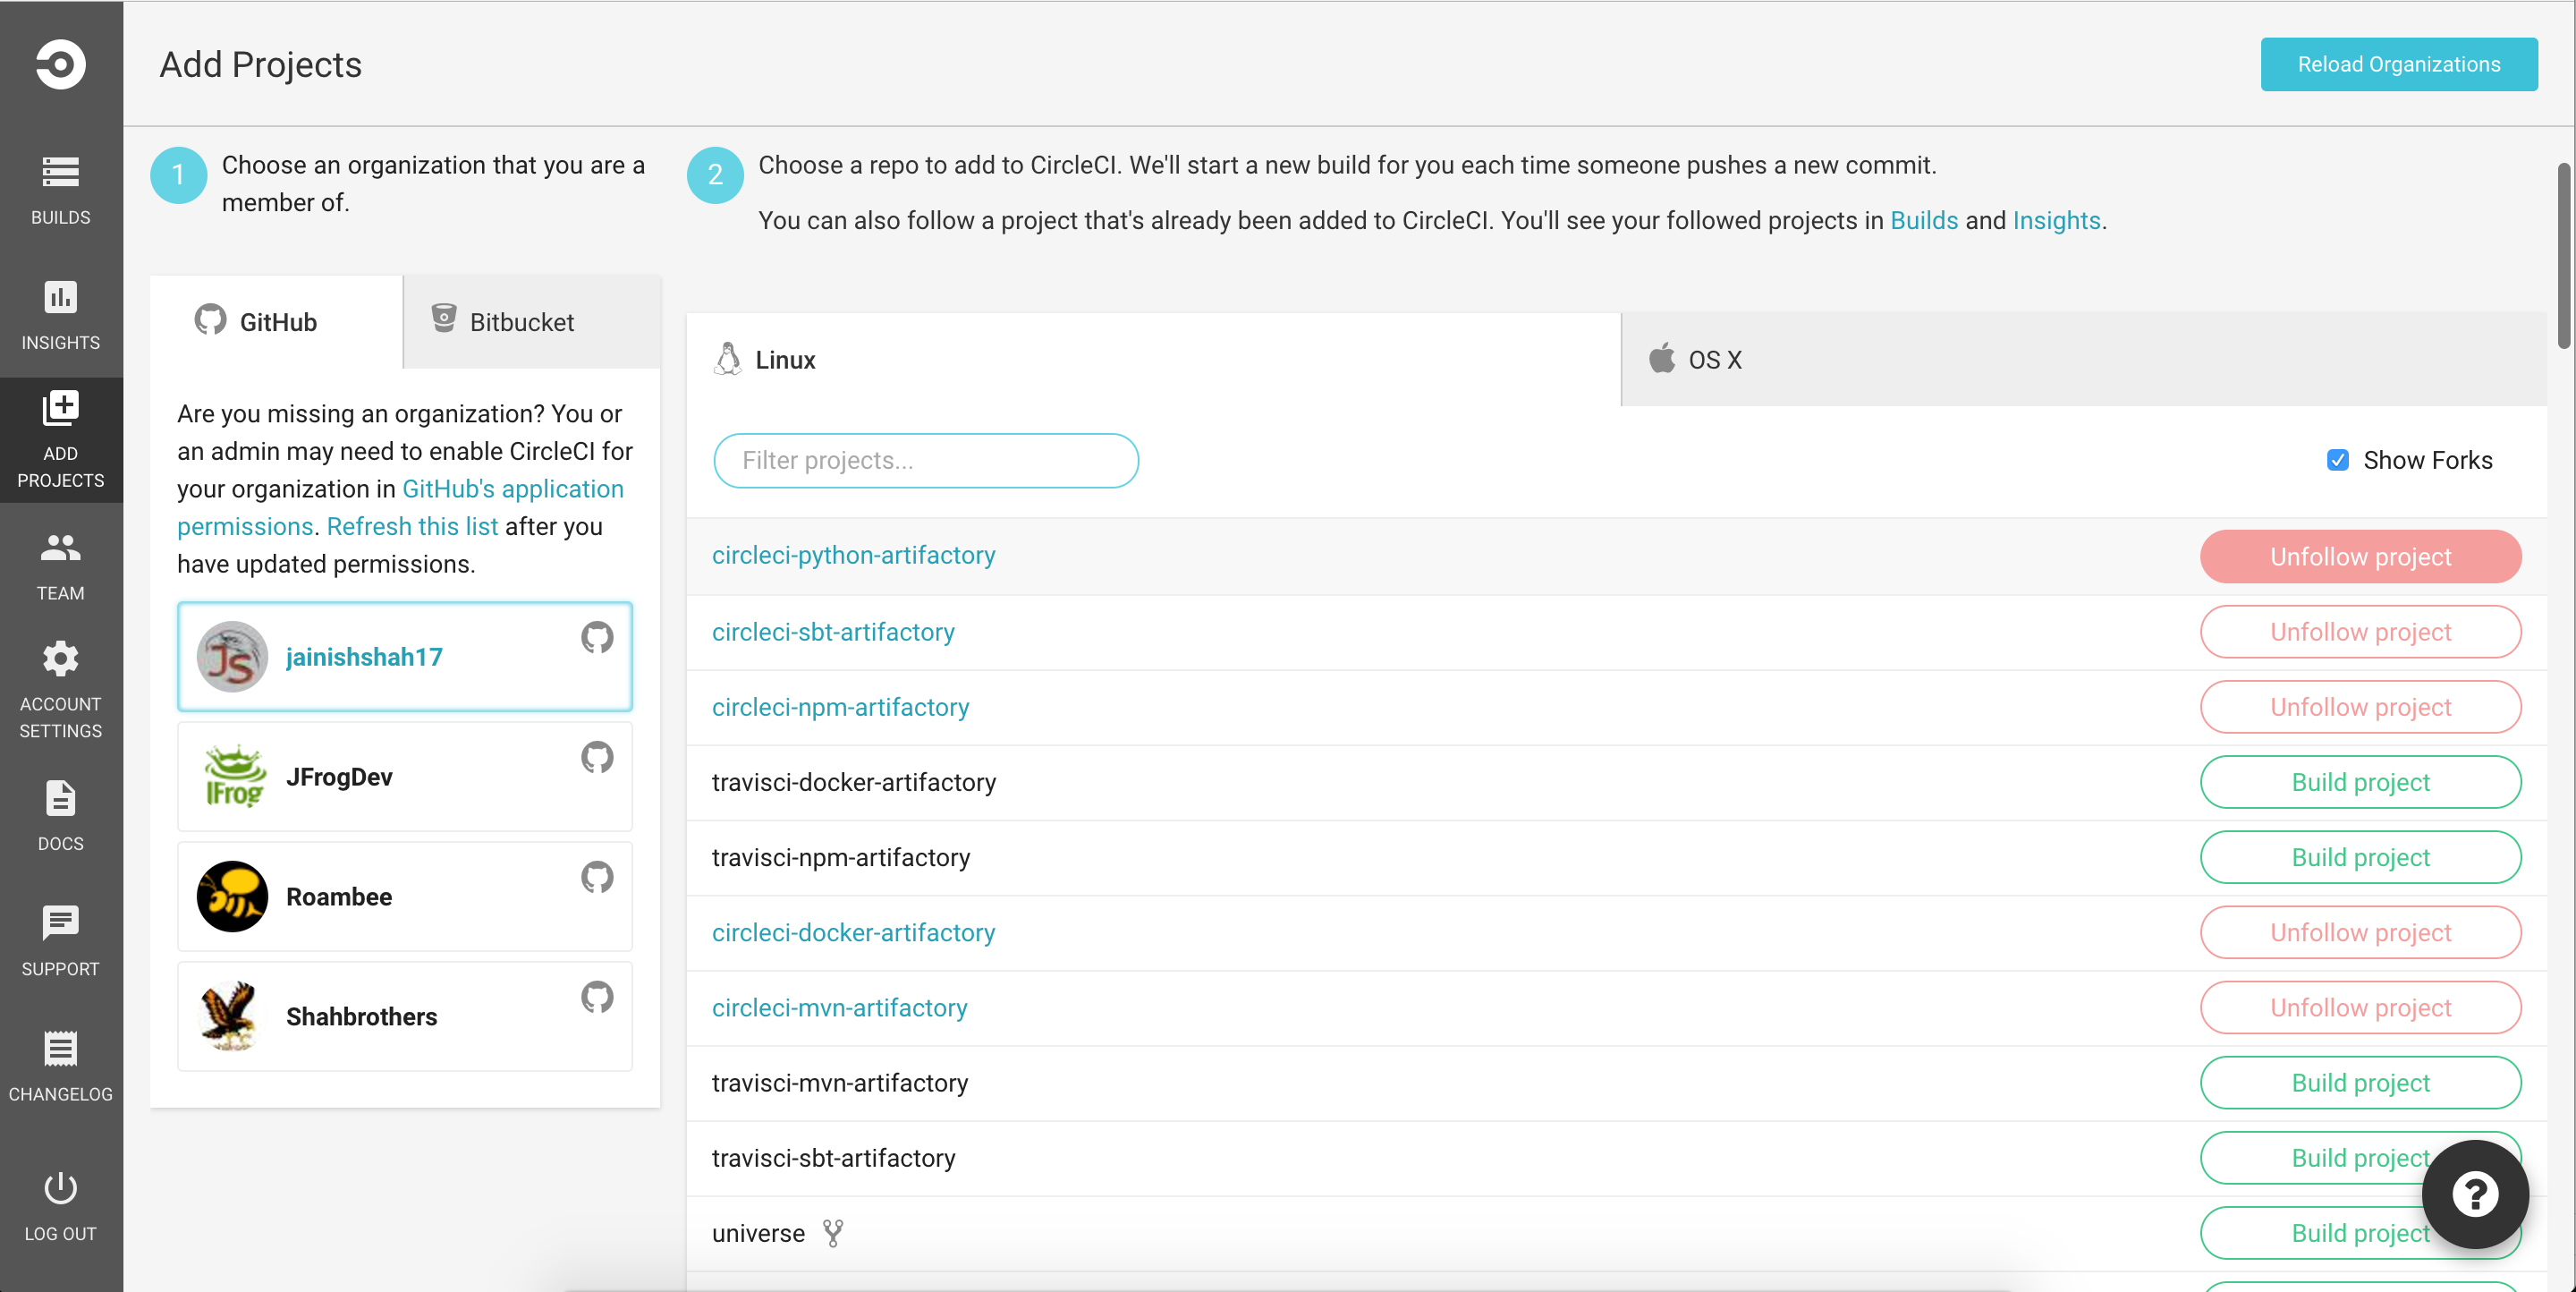 Add Projects
Reload Organizations
BUILDS
INSIGHTS
ADD
PROJECTS
TEAM
ACCOUNT
SETTINGS
DOCS
SUPPORT
CHANGELOG
LOG OUT
1
Choose an organization that you are a
member of.
GitHub
Bitbucket
Are you missing an organization? You or
an admin may need to enable CircleCI for
your organization in GitHub's application
permissions. Refresh this list after you
have updated permissions.
JS
jainishshah17
JFrog
JFrogDev
Roambee
Shahbrothers
2
Choose a repo to add to CircleCI. We'll start a new build for you each time someone pushes a new commit.
You can also follow a project that's already been added to CircleCI. You'll see your followed projects in Builds and Insights.
Linux
OS X
Filter projects...
Show Forks
circleci-python-artifactory
Unfollow project
circleci-sbt-artifactory
Unfollow project
circleci-npm-artifactory
Unfollow project
travisci-docker-artifactory
Build project
travisci-npm-artifactory
Build project
circleci-docker-artifactory
Unfollow project
circleci-mvn-artifactory
Unfollow project
travisci-mvn-artifactory
Build project
travisci-sbt-artifactory
Build project
universe
Build project
?